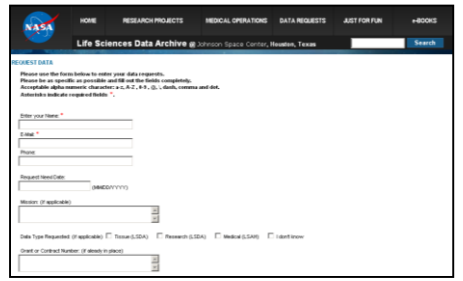 NASA
HOME RESEARCH PROJECTS MEDICAL OPERATIONS DATA REQUESTS JUST FOR FUN e-BOOKS
Life Sciences Data Archive @ Johnson Space Center, Houston, Texas Search
REQUEST DATA
Please use the form below to enter your data requests.
Please be as specific as possible and fill out the fields completely.
Acceptable alpha numeric character: a-z, A-Z , 0-9 , @, \, dash, comma and dot.
Asterisks indicate required fields *.
Enter your Name: *
E-Mail: *
Phone:
Request Need Date:
(MM/DD/YYYY)
Mission: (if applicable)
Data Type Requested: (if applicable) Tissue (LSDA) Research (LSDA) Medical (LSAH) I don't know
Grant or Contract Number: (if already in place)